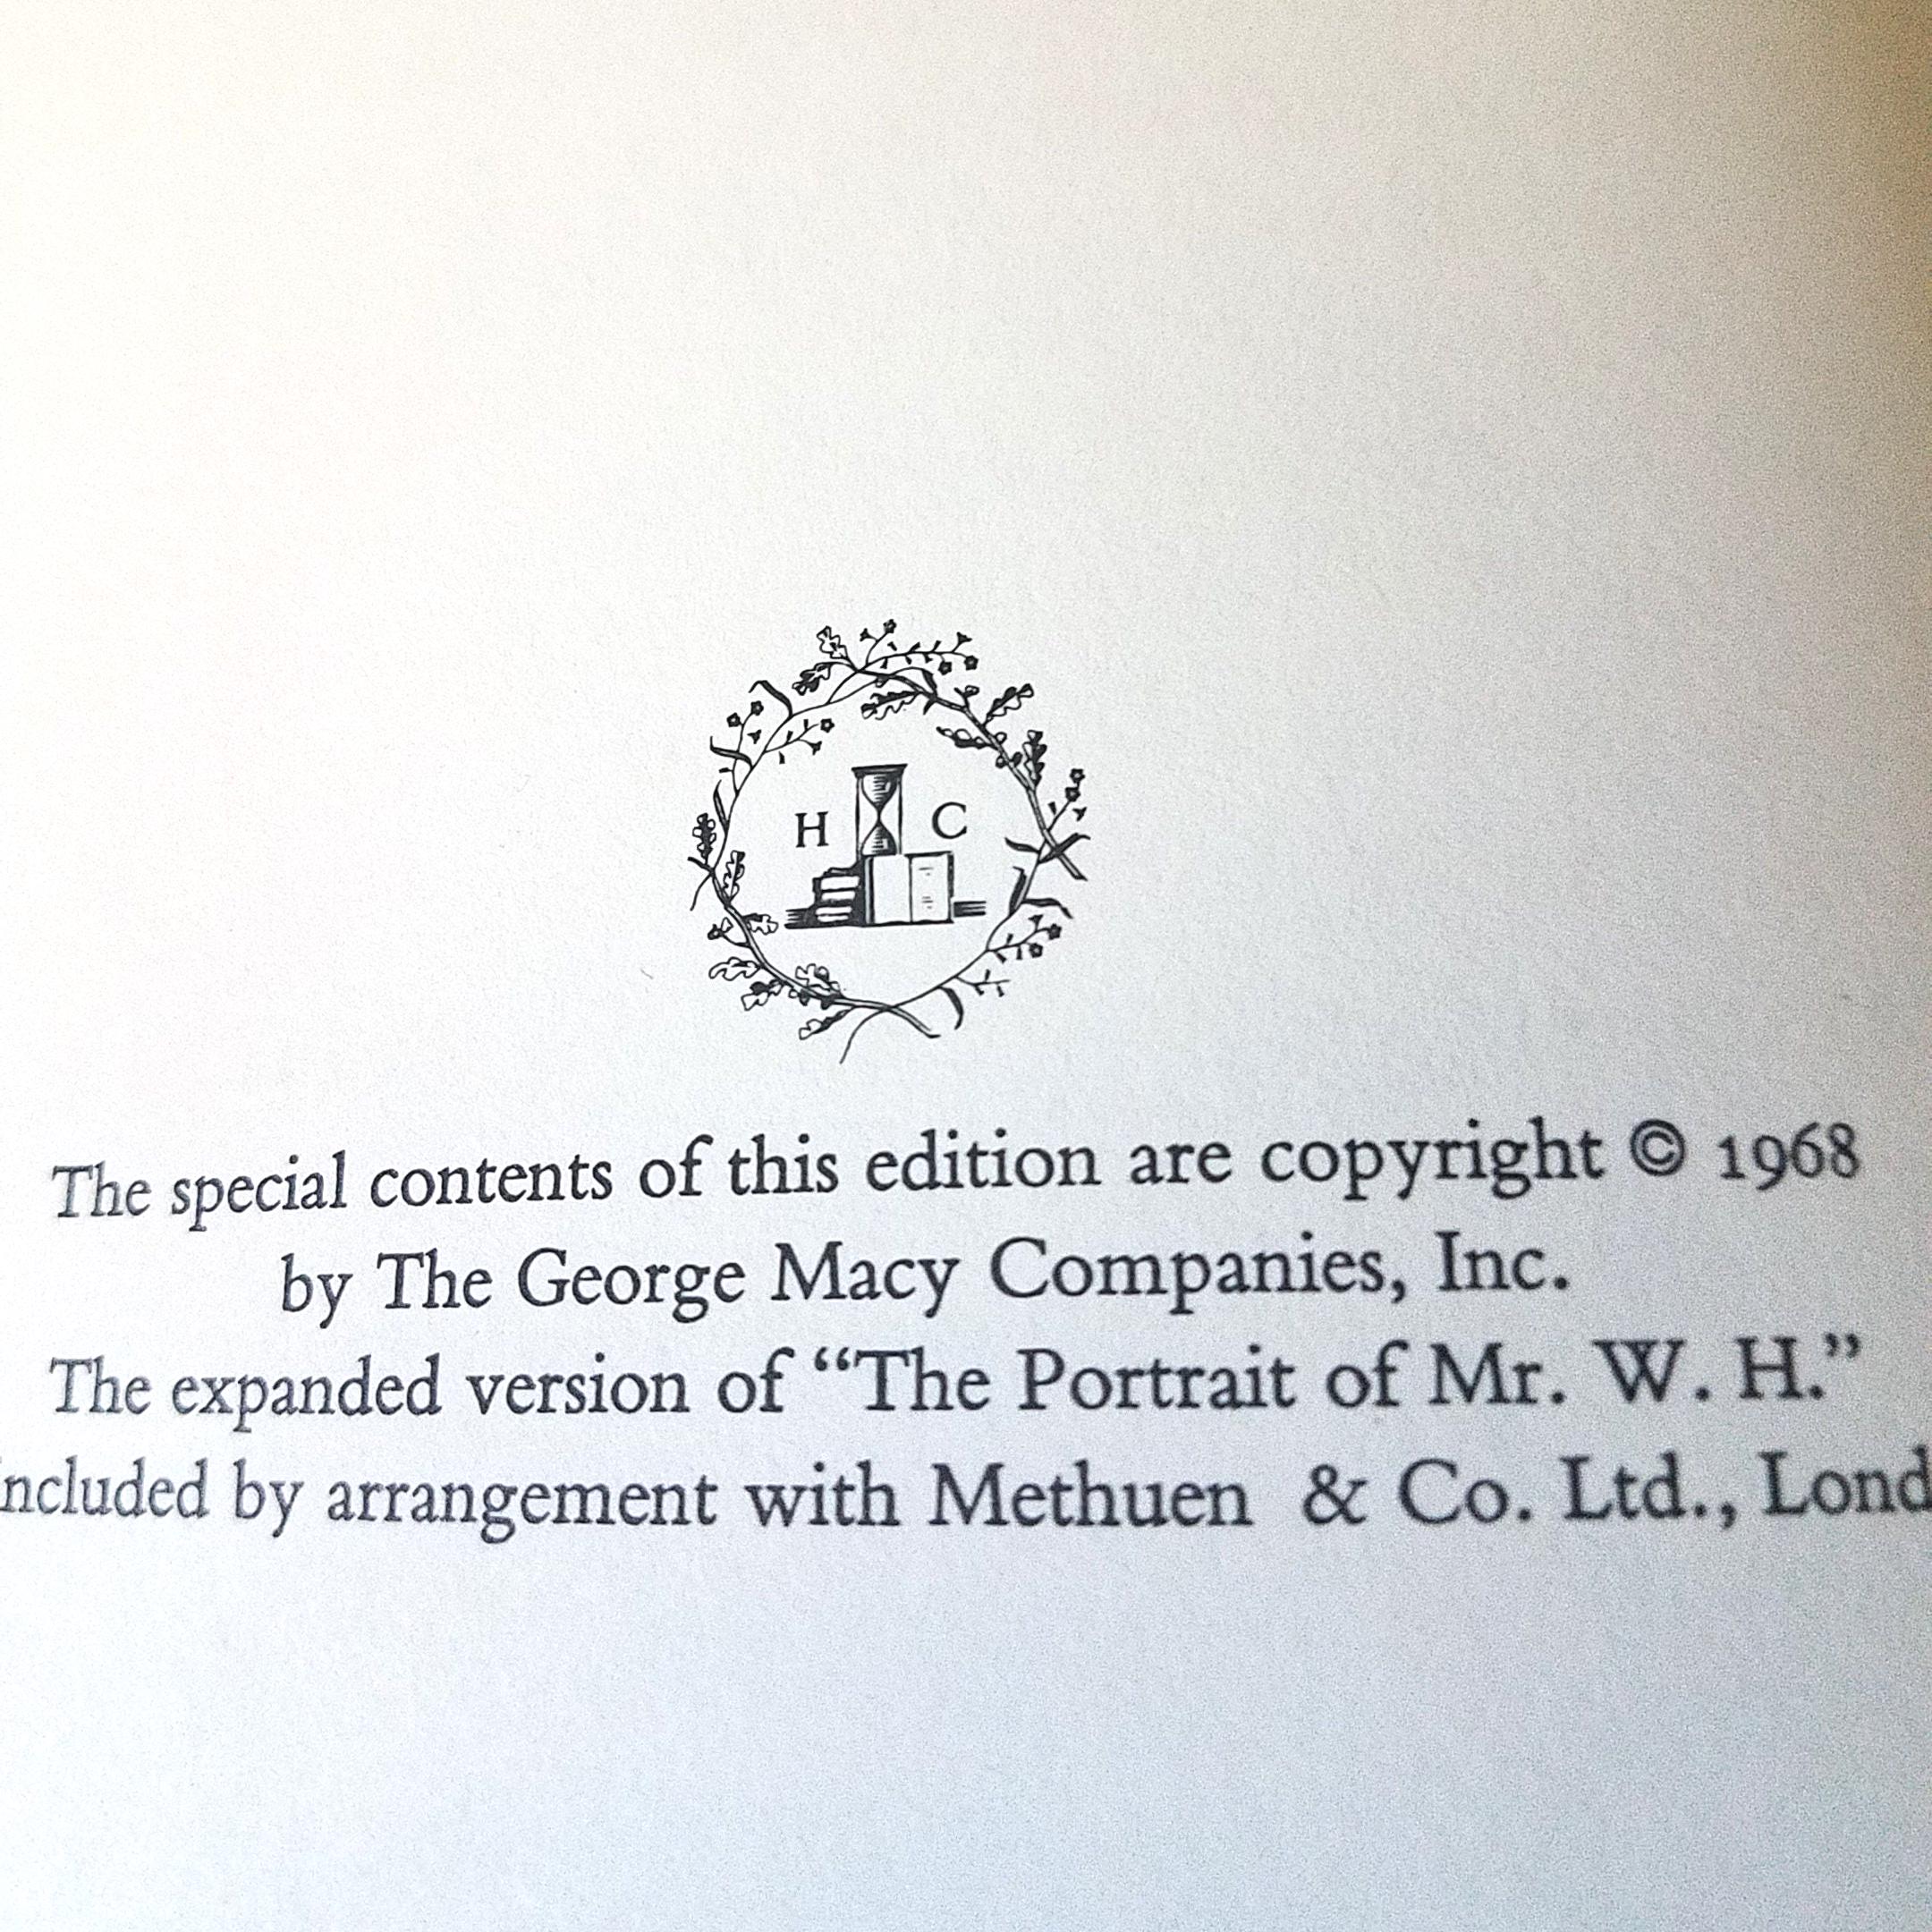 H C
The special contents of this edition are copyright © 1968
by The George Macy Companies, Inc.
The expanded version of “The Portrait of Mr. W. H.”
included by arrangement with Methuen & Co. Ltd., Lond